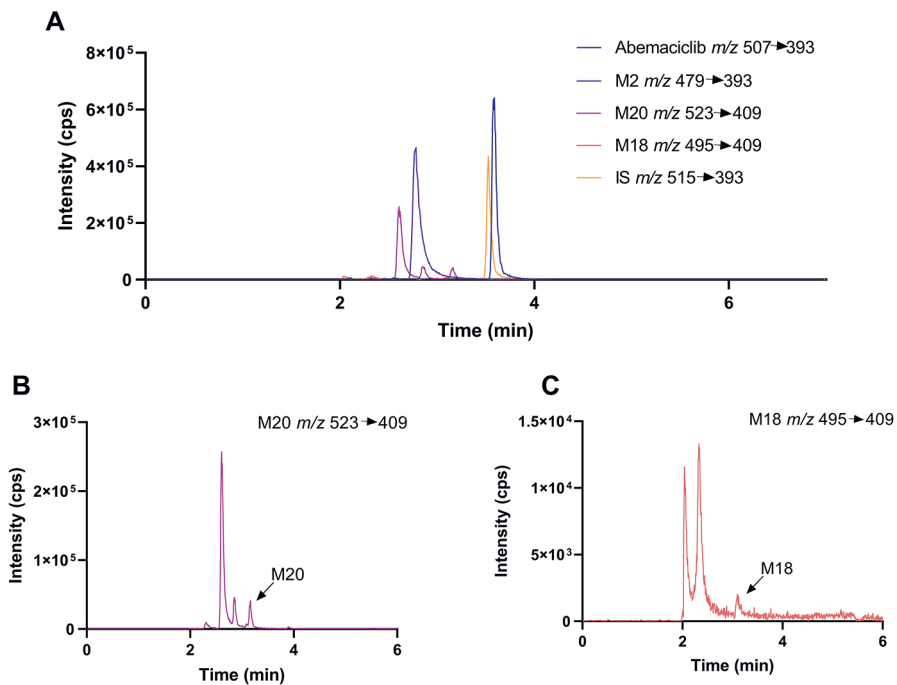 A
8×10⁵
6×10⁵
4×10⁵
2×10⁵
0
Intensity (cps)
0 2 4 6
Time (min)
Abemaciclib m/z 507➛393
M2 m/z 479➛393
M20 m/z 523➛409
M18 m/z 495➛409
IS m/z 515➛393
B
M20 m/z 523➛409
3×10⁵
2×10⁵
1×10⁵
0
Intensity (cps)
M20
0 2 4 6
Time (min)
C
M18 m/z 495➛409
1.5×10⁴
1×10⁴
5×10³
0
Intensity (cps)
M18
0 2 4 6
Time (min)